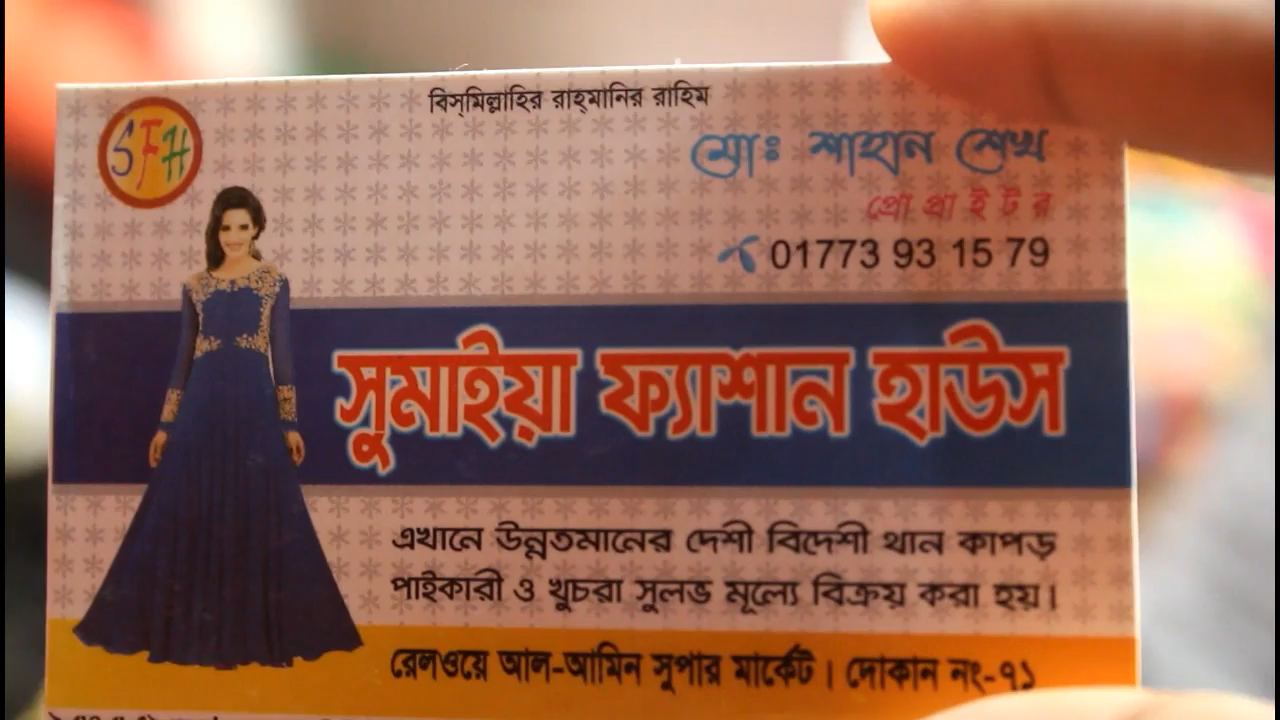 বিস্‌মিল্লাহির রাহ্‌মানির রাহিম
SFH
মোঃ শাহান শেখ
প্রোপ্রাইটর
01773 93 15 79
সুমাইয়া ফ্যাশান হাউস
এখানে উন্নতমানের দেশী বিদেশী থান কাপড়
পাইকারী ও খুচরা সুলভ মূল্যে বিক্রয় করা হয়।
রেলওয়ে আল-আমিন সুপার মার্কেট। দোকান নং-৭১